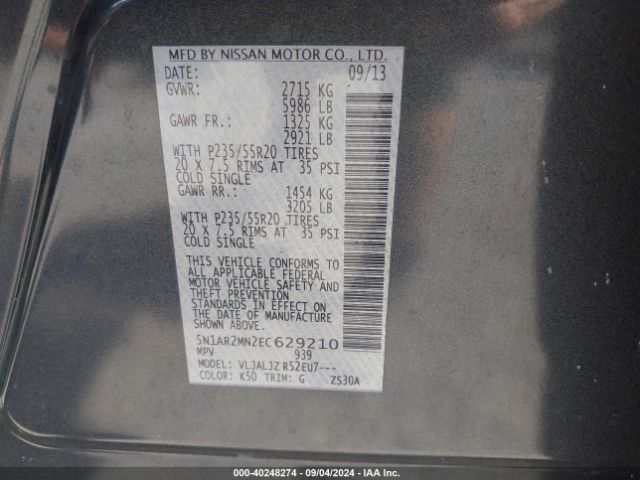 MFD BY NISSAN MOTOR CO., LTD.
DATE: 09/13
GVWR: 2715 KG
5986 LB
GAWR FR.: 1325 KG
2921 LB
WITH P235/55R20 TIRES
20 X 7.5 RIMS AT 35 PSI
COLD SINGLE
GAWR RR.: 1454 KG
3205 LB
WITH P235/55R20 TIRES
20 X 7.5 RIMS AT 35 PSI
COLD SINGLE
THIS VEHICLE CONFORMS TO
ALL APPLICABLE FEDERAL
MOTOR VEHICLE SAFETY AND
THEFT PREVENTION
STANDARDS IN EFFECT ON
THE DATE OF MANUFACTURE
SHOWN ABOVE.
5N1AR2MN2EC629210
MPV 939
MODEL: VLJALJZ R52EU7---
COLOR: K50 TRIM: G ZS30A
000-40248274 - 09/04/2024 - IAA Inc.